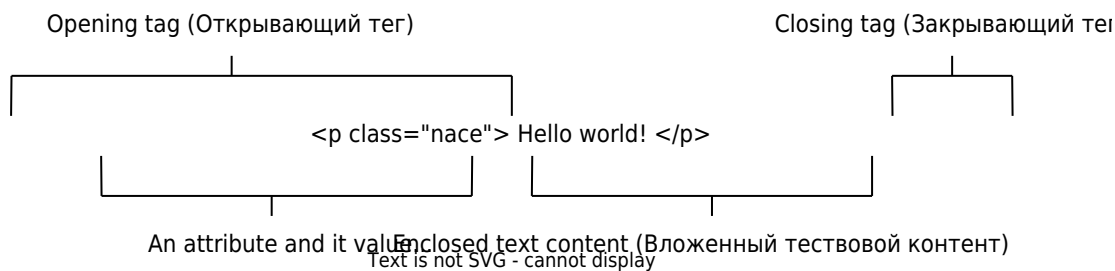 Opening tag (Открывающий тег)
Closing tag (Закрывающий тег
<p class="nace"> Hello world! </p>
An attribute and it value...
Enclosed text content (Вложенный тествовой контент)
Text is not SVG - cannot display